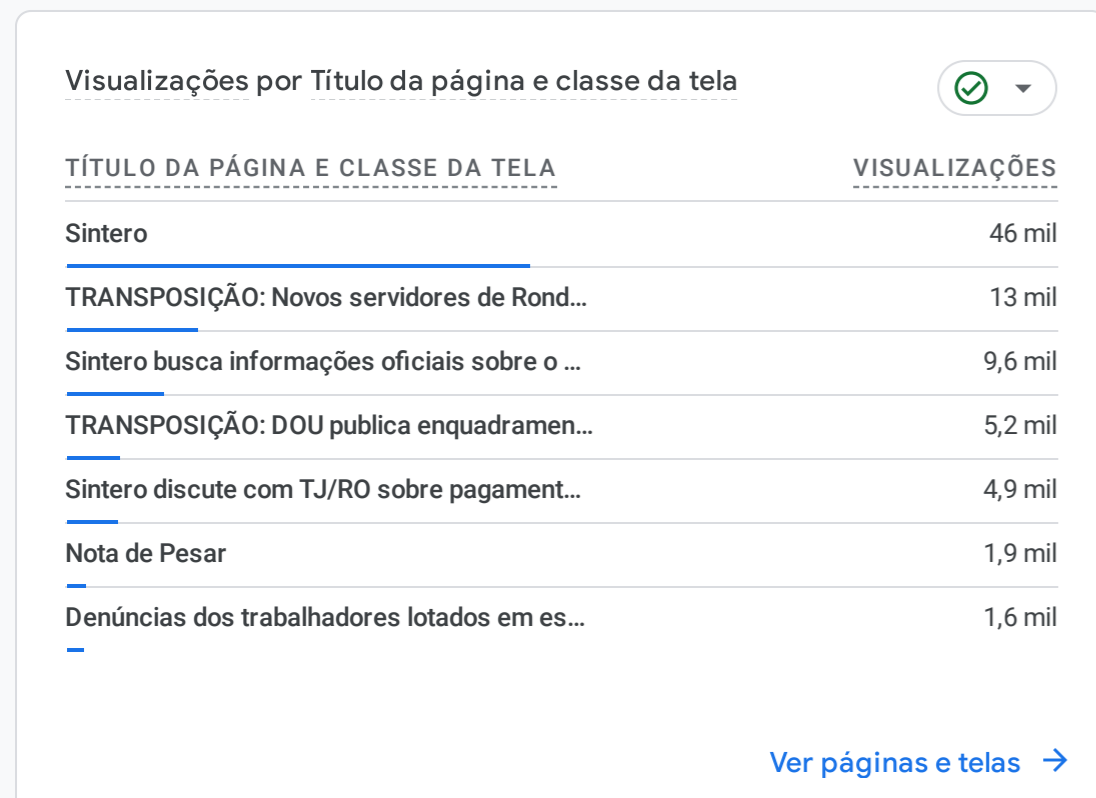 Visualizações por Título da página e classe da tela
TÍTULO DA PÁGINA E CLASSE DA TELA VISUALIZAÇÕES
Sintero 46 mil
TRANSPOSIÇÃO: Novos servidores de Rond... 13 mil
Sintero busca informações oficiais sobre o ... 9,6 mil
TRANSPOSIÇÃO: DOU publica enquadramen... 5,2 mil
Sintero discute com TJ/RO sobre pagament... 4,9 mil
Nota de Pesar 1,9 mil
Denúncias dos trabalhadores lotados em es... 1,6 mil
Ver páginas e telas